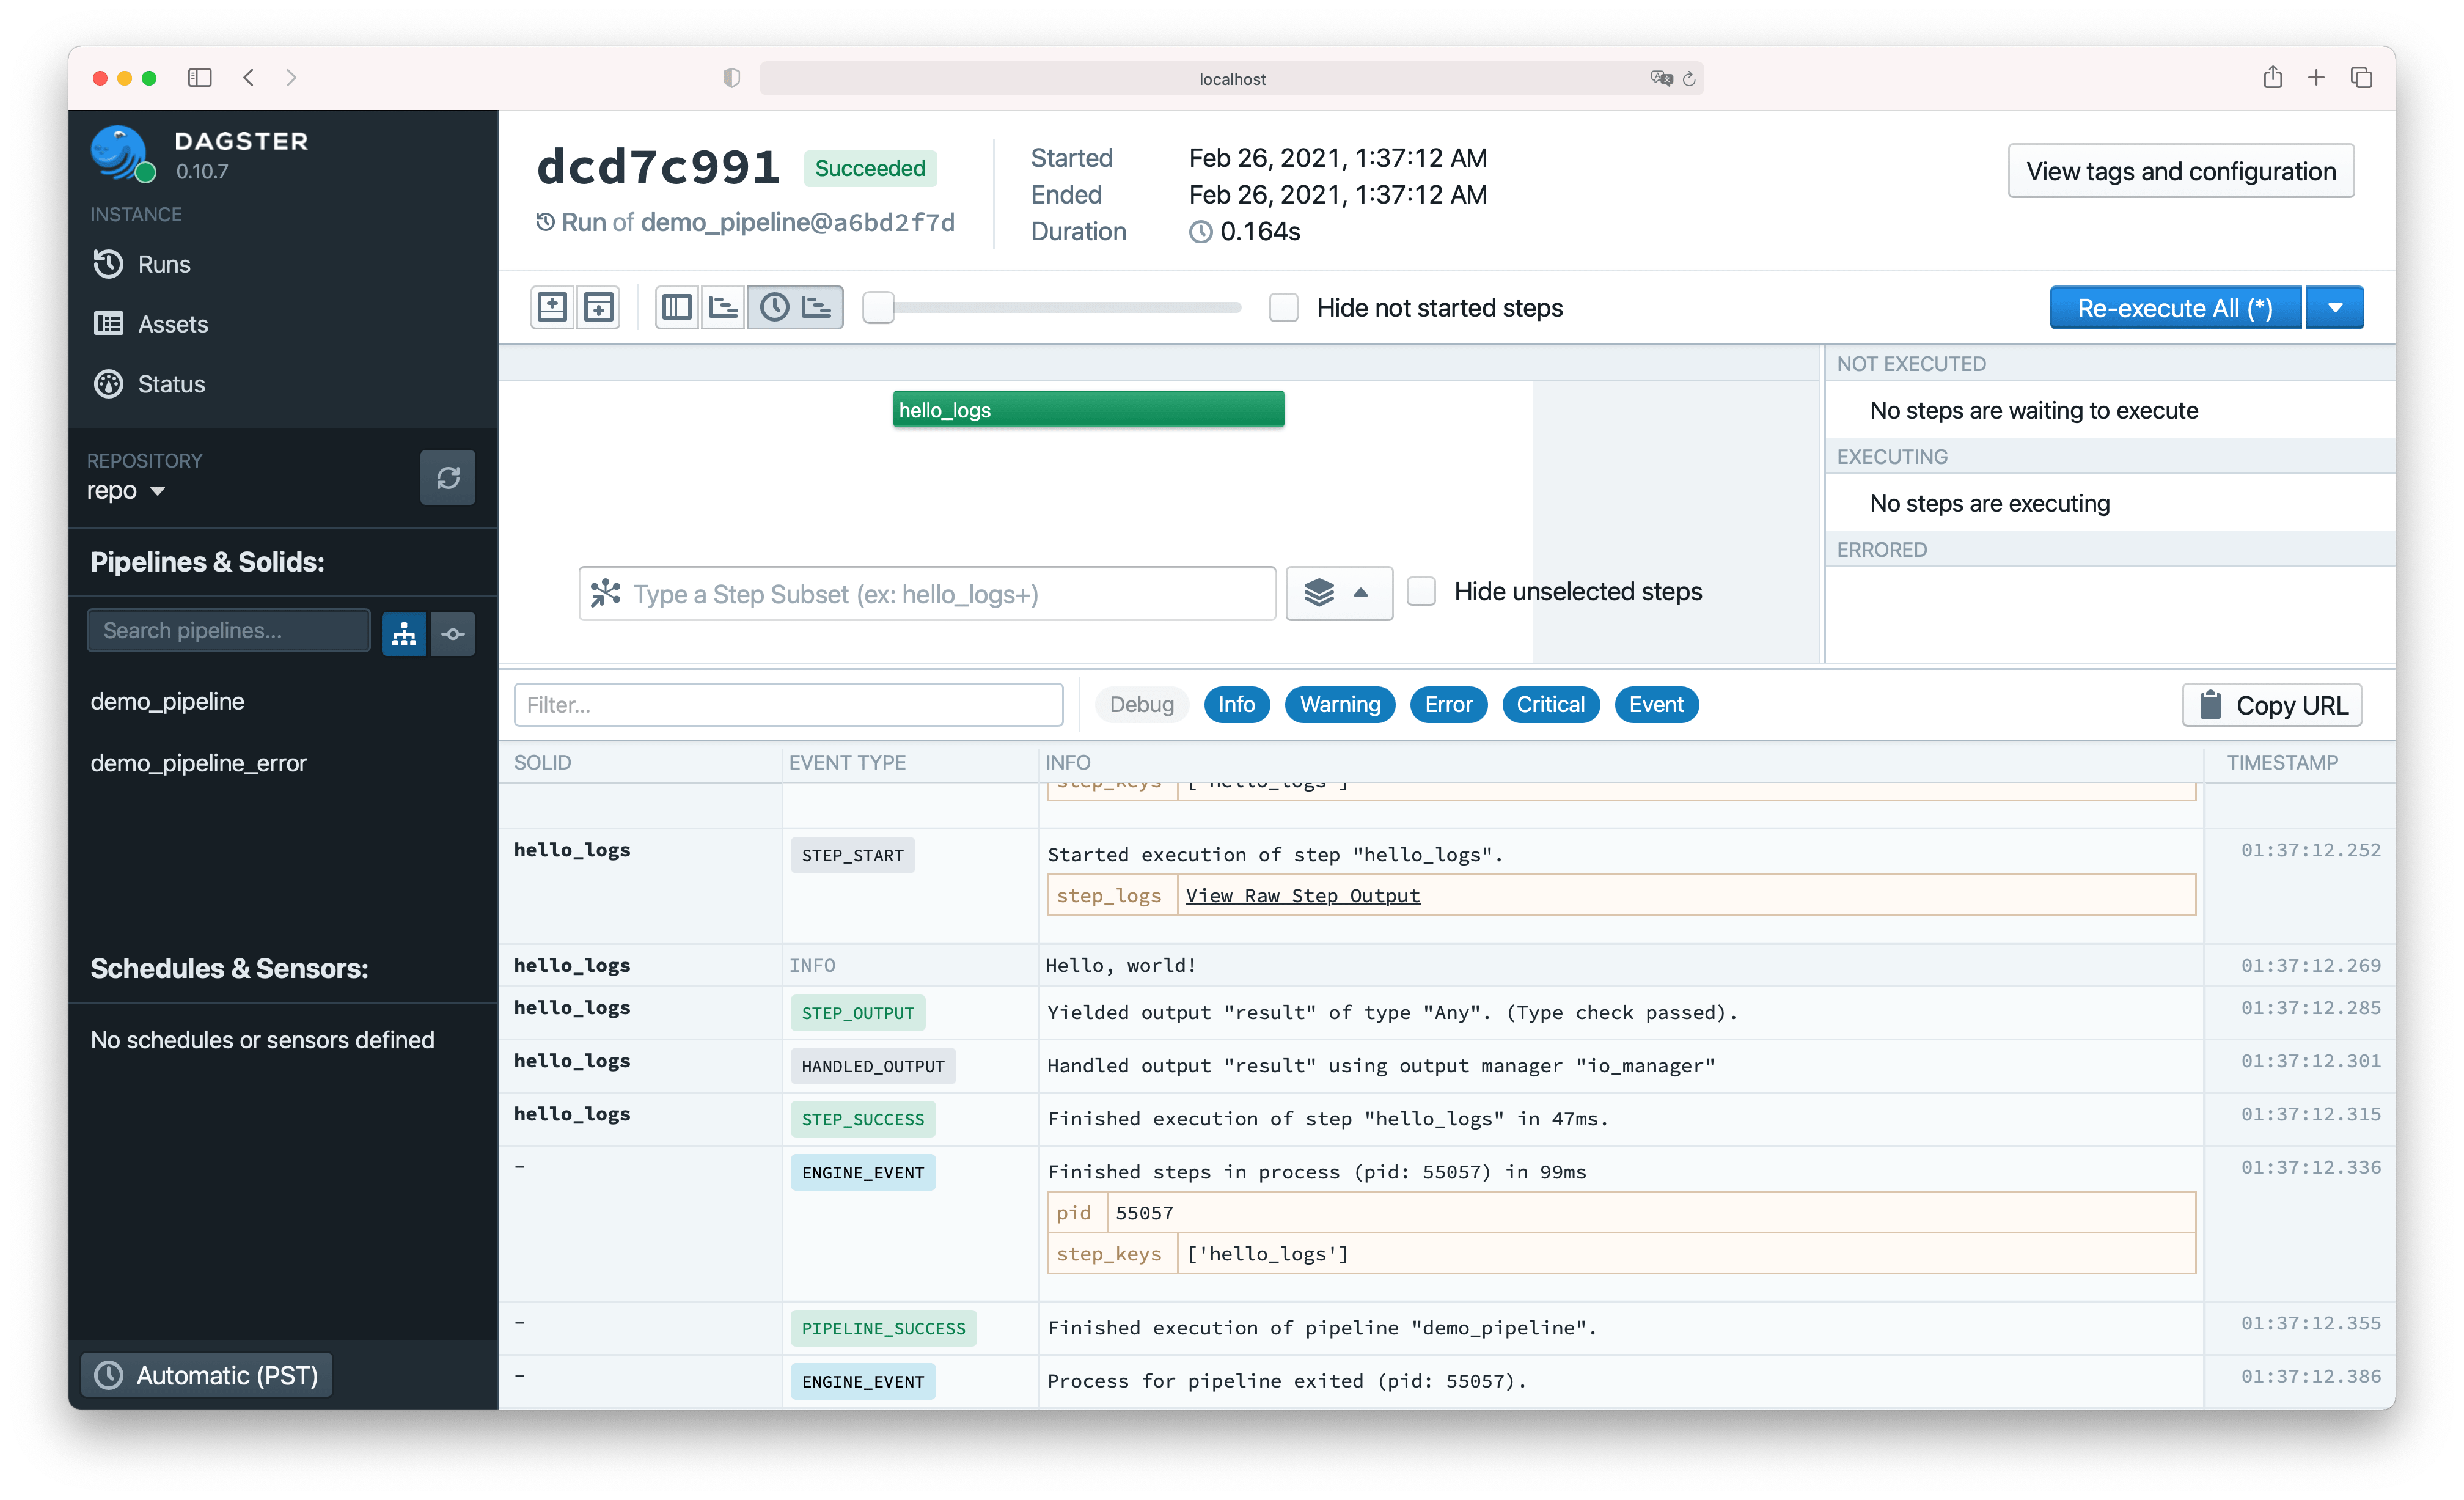 localhost
DAGSTER
0.10.7
INSTANCE
Runs
Assets
Status
REPOSITORY
repo
Pipelines & Solids:
Search pipelines...
demo_pipeline
demo_pipeline_error
Schedules & Sensors:
No schedules or sensors defined
Automatic (PST)
dcd7c991 Succeeded
Run of demo_pipeline@a6bd2f7d
Started Feb 26, 2021, 1:37:12 AM
Ended Feb 26, 2021, 1:37:12 AM
Duration 0.164s
View tags and configuration
Hide not started steps
Re-execute All (*)
hello_logs
Type a Step Subset (ex: hello_logs+)
Hide unselected steps
NOT EXECUTED
No steps are waiting to execute
EXECUTING
No steps are executing
ERRORED
Filter...
Debug Info Warning Error Critical Event
Copy URL
SOLID EVENT TYPE INFO TIMESTAMP
step_keys ['hello_logs']
hello_logs STEP_START Started execution of step "hello_logs". 01:37:12.252
step_logs View Raw Step Output
hello_logs INFO Hello, world! 01:37:12.269
hello_logs STEP_OUTPUT Yielded output "result" of type "Any". (Type check passed). 01:37:12.285
hello_logs HANDLED_OUTPUT Handled output "result" using output manager "io_manager" 01:37:12.301
hello_logs STEP_SUCCESS Finished execution of step "hello_logs" in 47ms. 01:37:12.315
– ENGINE_EVENT Finished steps in process (pid: 55057) in 99ms 01:37:12.336
pid 55057
step_keys ['hello_logs']
– PIPELINE_SUCCESS Finished execution of pipeline "demo_pipeline". 01:37:12.355
– ENGINE_EVENT Process for pipeline exited (pid: 55057). 01:37:12.386